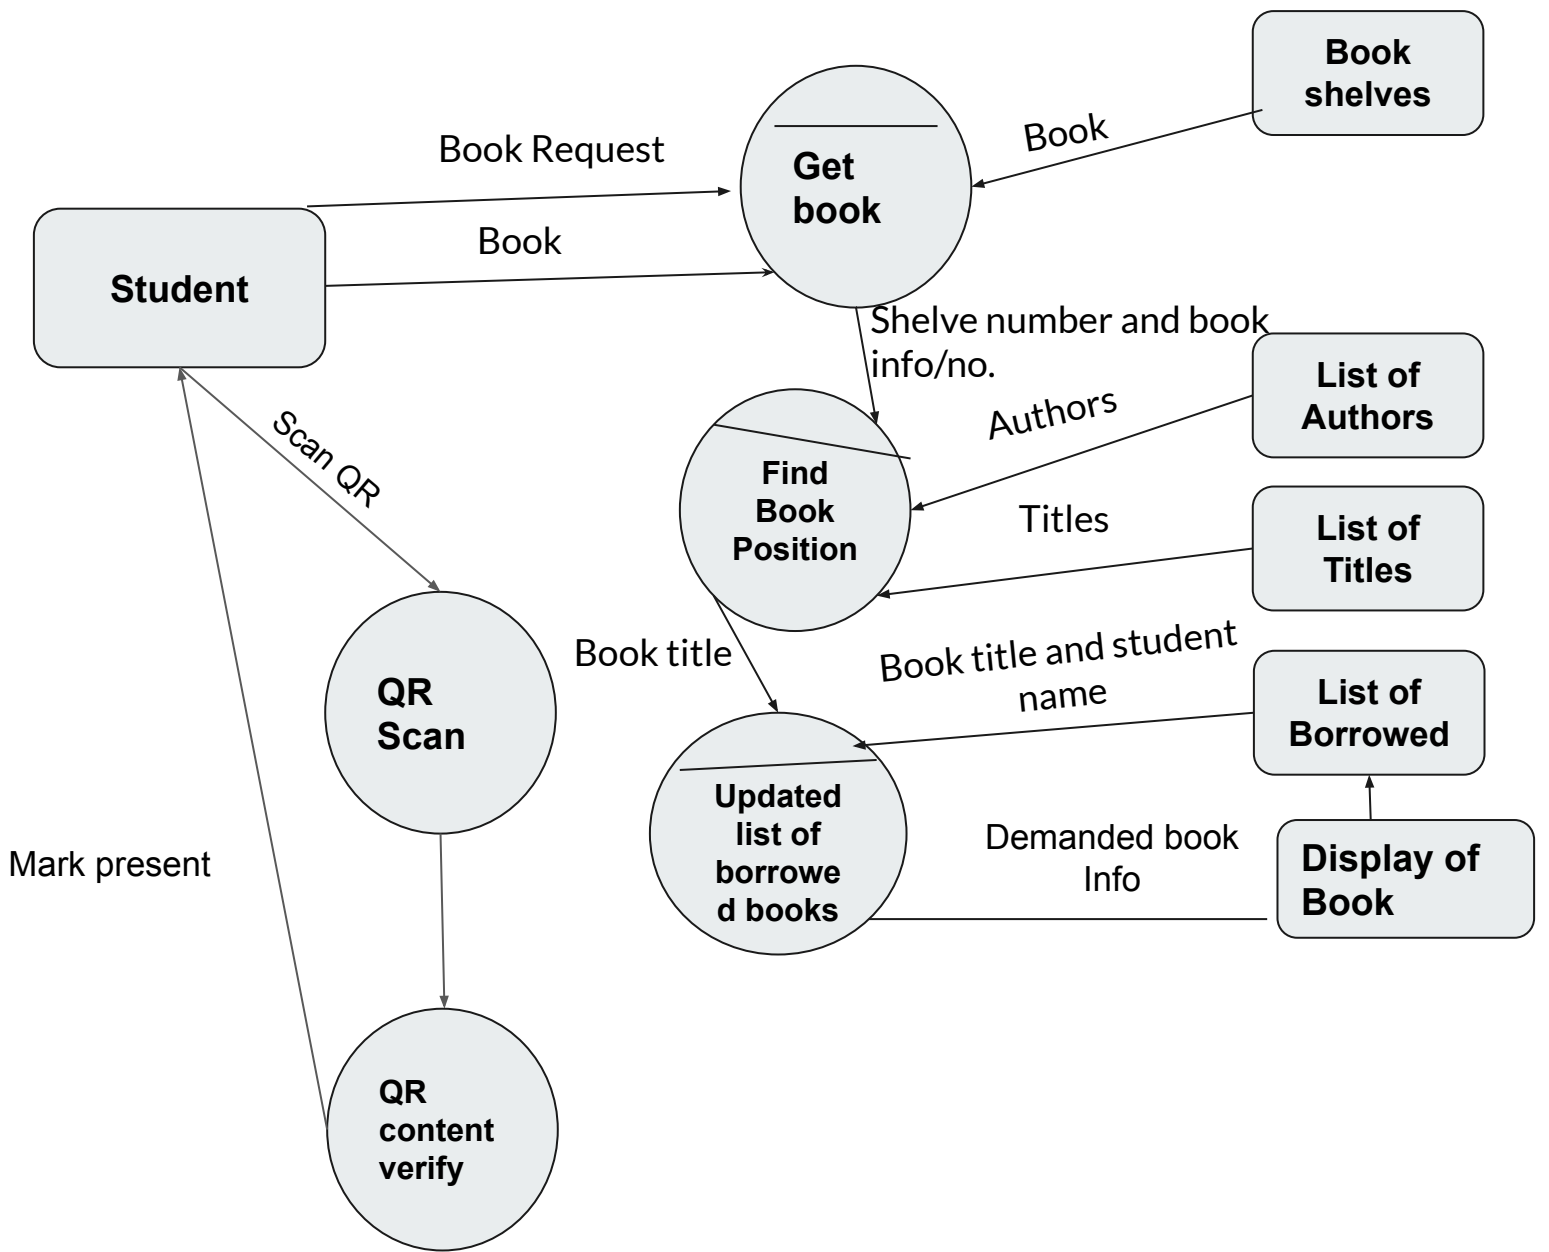 Book
shelves
Book
Book Request
Get
book
Book
Student
Shelve number and book
info/no.
List of
Authors
Authors
Scan QR
Find
Book
Position
Titles
List of
Titles
Book title
Book title and student
name
List of
Borrowed
QR
Scan
Updated
list of
borrowe
d books
Demanded book
Info
Display of
Book
Mark present
QR
content
verify